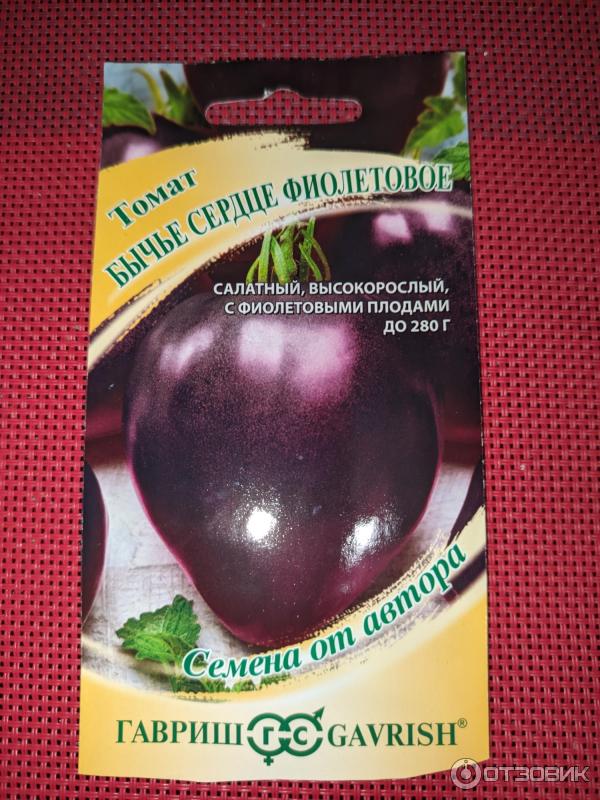 Томат
БЫЧЬЕ СЕРДЦЕ ФИОЛЕТОВОЕ
САЛАТНЫЙ, ВЫСОКОРОСЛЫЙ,
С ФИОЛЕТОВЫМИ ПЛОДАМИ
ДО 280 Г
Семена от автора
ГАВРИШ Г-С GAVRISH®
ОТЗОВИК